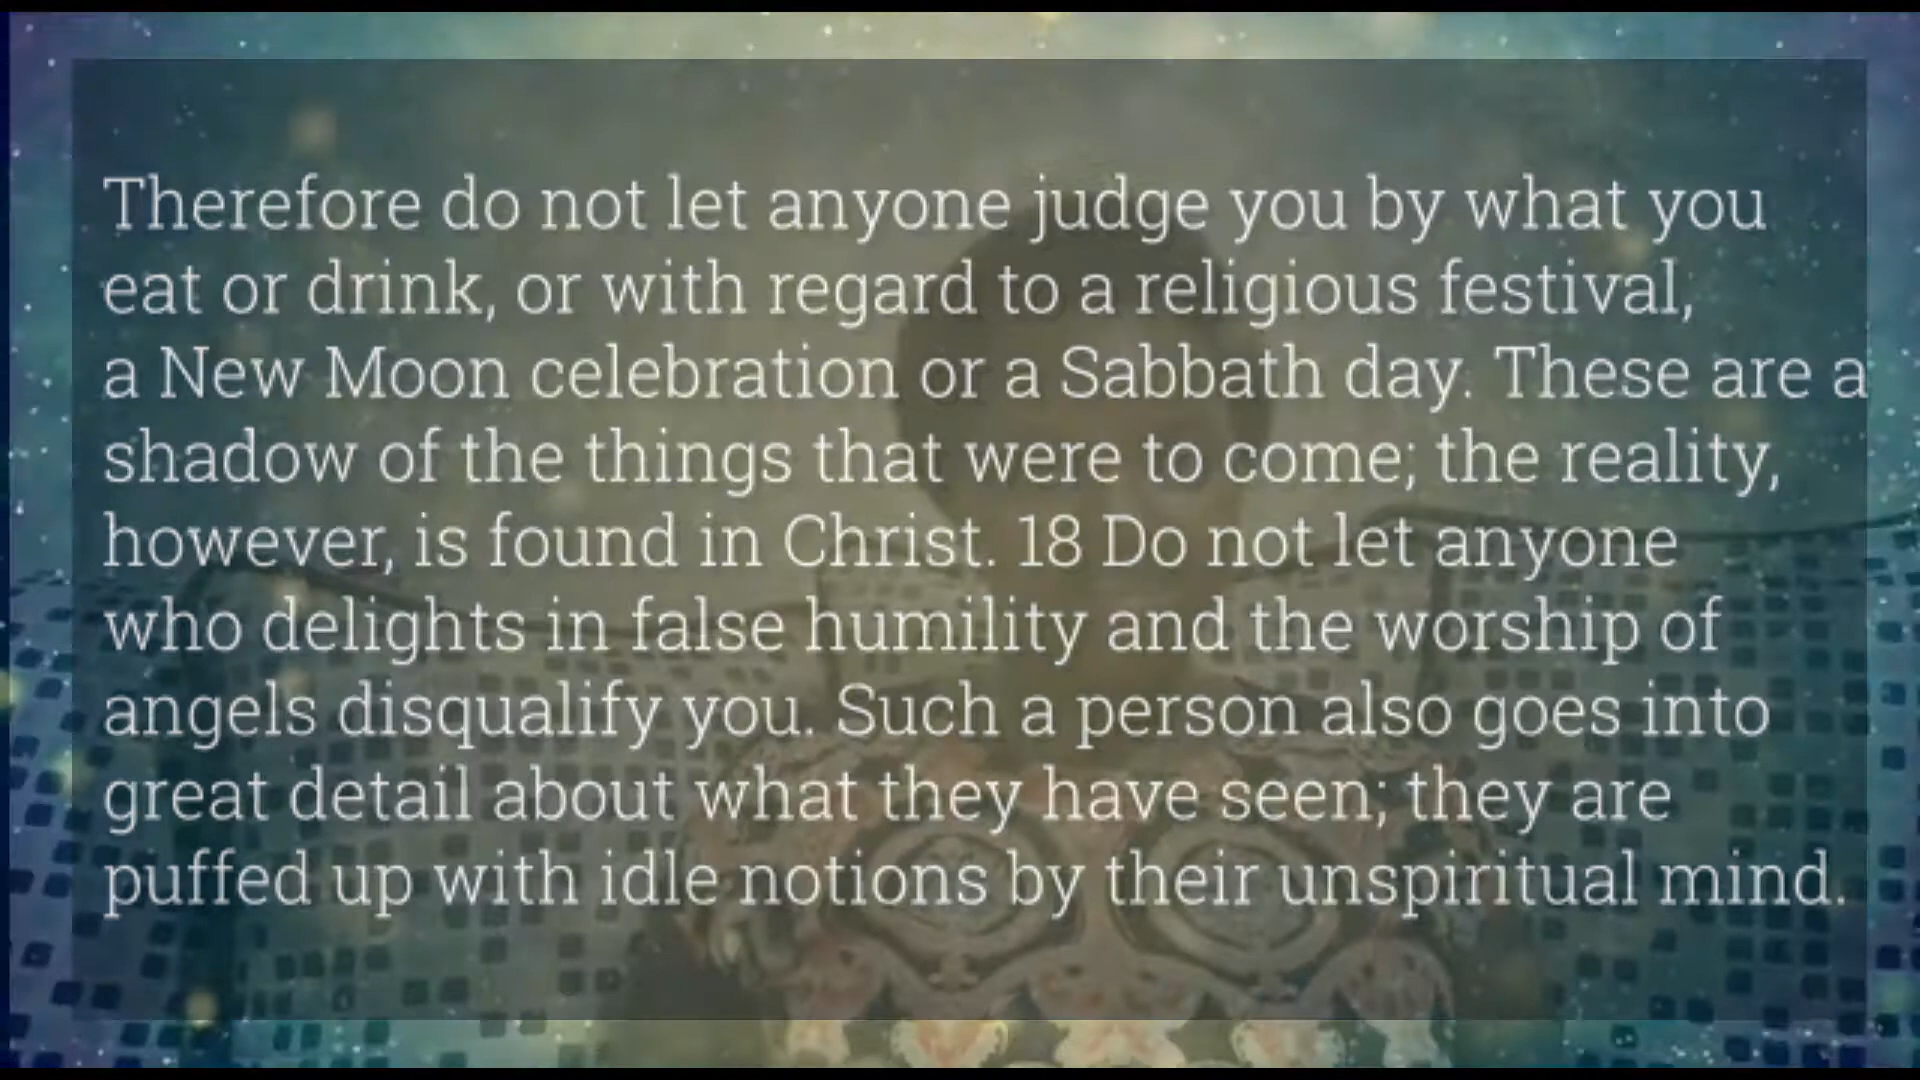 Therefore do not let anyone judge you by what you
eat or drink, or with regard to a religious festival,
a New Moon celebration or a Sabbath day. These are a
shadow of the things that were to come; the reality,
however, is found in Christ. 18 Do not let anyone
who delights in false humility and the worship of
angels disqualify you. Such a person also goes into
great detail about what they have seen; they are
puffed up with idle notions by their unspiritual mind.